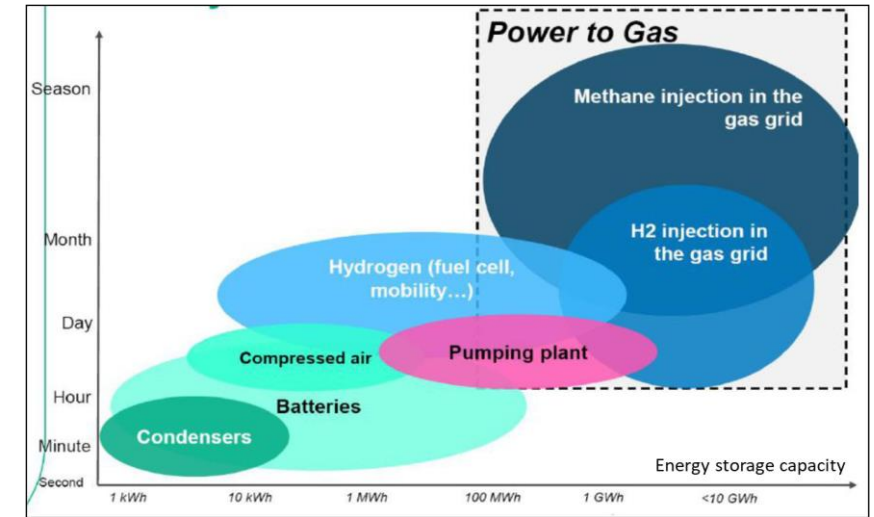 Power to Gas
Season
Methane injection in the
gas grid
Month
H2 injection in
the gas grid
Hydrogen (fuel cell,
mobility...)
Day
Compressed air
Pumping plant
Hour
Batteries
Condensers
Minute
Energy storage capacity
Second
1 kWh
10 kWh
1 MWh
100 MWh
1 GWh
<10 GWh